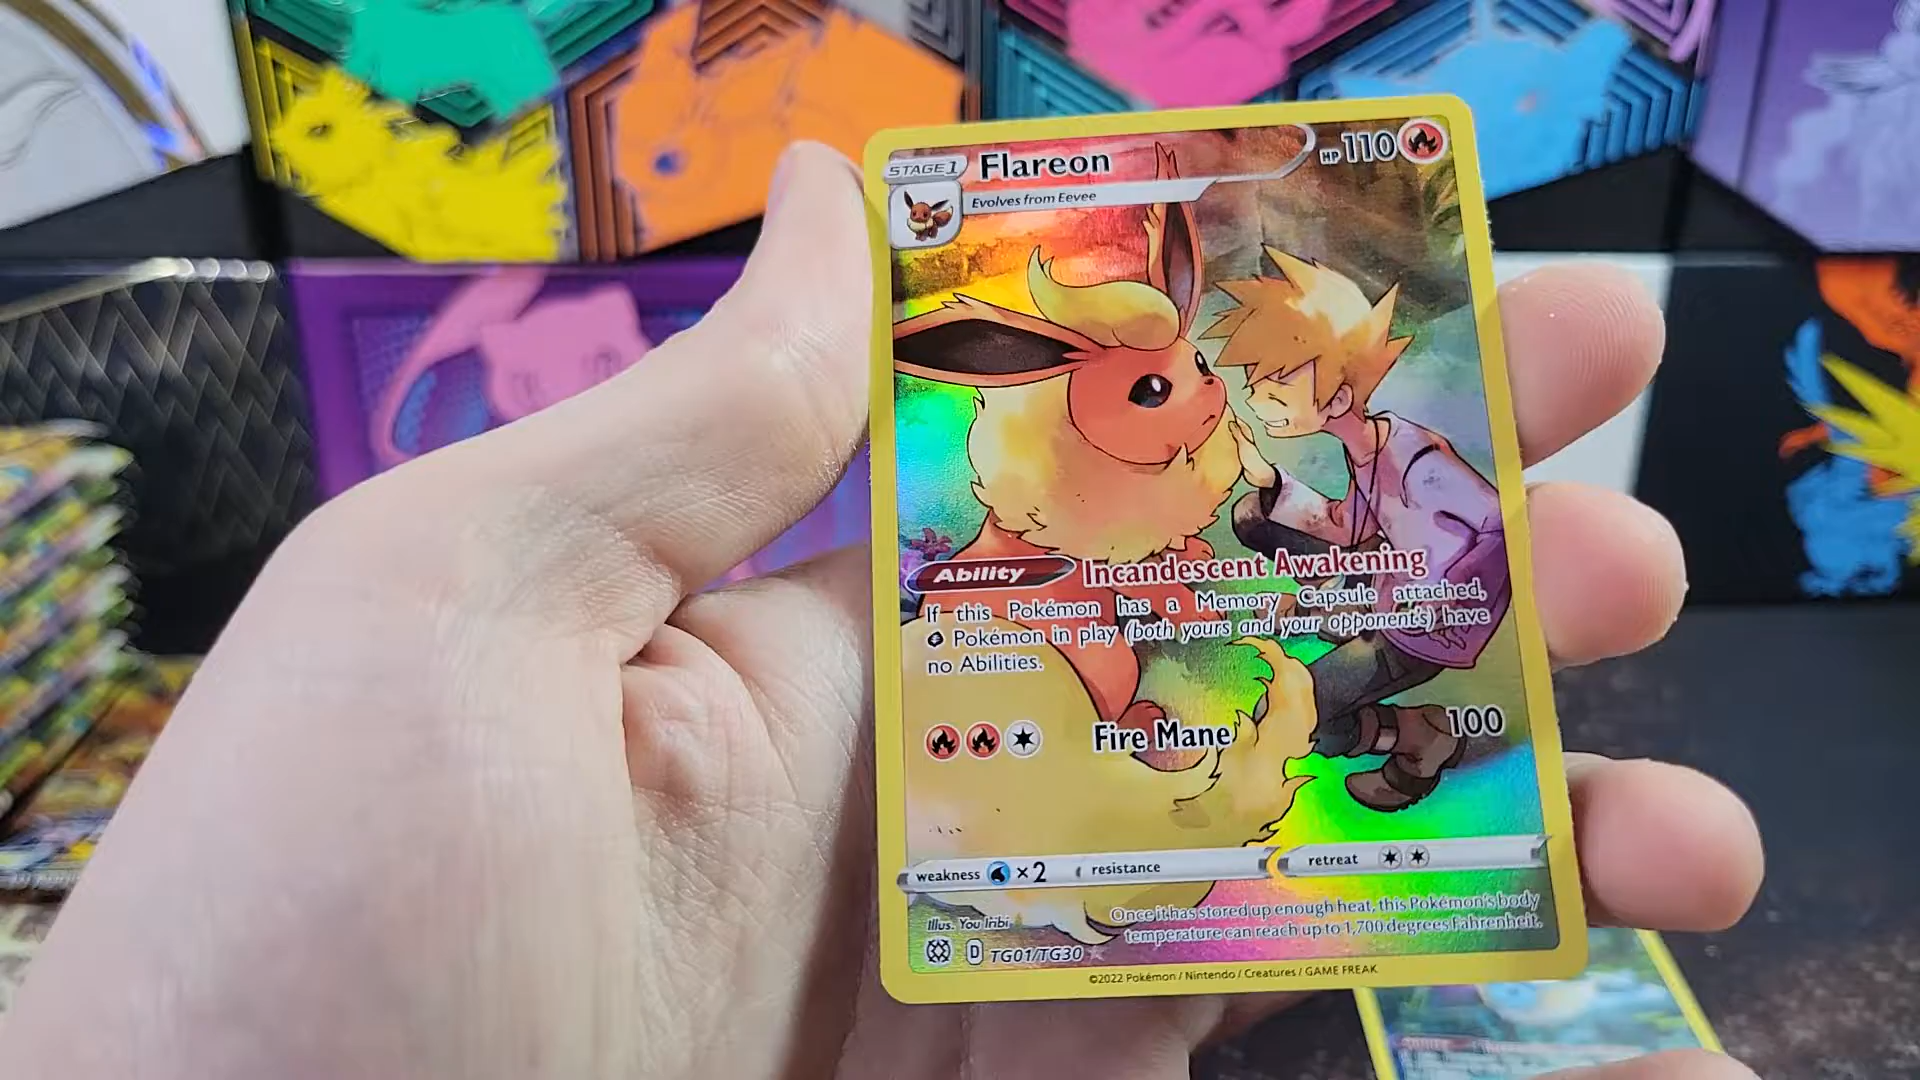 STAGE 1 Flareon HP 110
Evolves from Eevee
Ability Incandescent Awakening
If this Pokémon has a Memory Capsule attached,
Pokémon in play (both yours and your opponent's) have
no Abilities.
Fire Mane 100
weakness ×2 resistance retreat
Once it has stored up enough heat, this Pokémon's body
temperature can reach up to 1,700 degrees Fahrenheit.
Illus. You Iribi
D TG01/TG30
©2022 Pokémon / Nintendo / Creatures / GAME FREAK